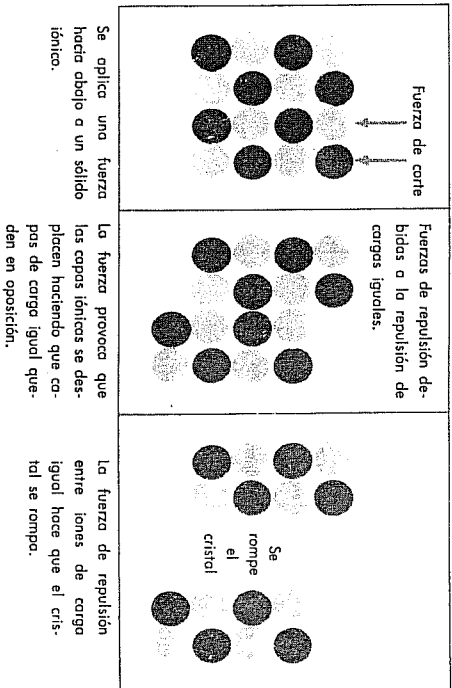 Fuerza de corte
Se aplica una fuerza
hacia abajo a un sólido
iónico.
Fuerzas de repulsión de-
bidas a la repulsión de
cargas iguales.
La fuerza provoca que
las capas iónicas se des-
placen haciendo que ca-
pas de carga igual que-
den en oposición.
Se
rompe
el
cristal
La fuerza de repulsión
entre iones de carga
igual hace que el cris-
tal se rompa.